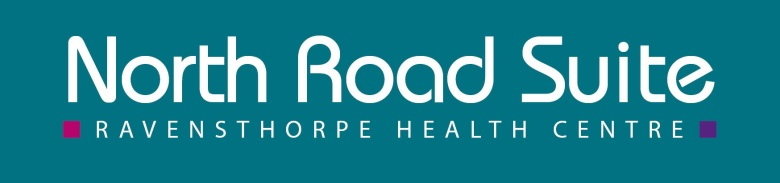 North Road Suite
RAVENSTHORPE HEALTH CENTRE